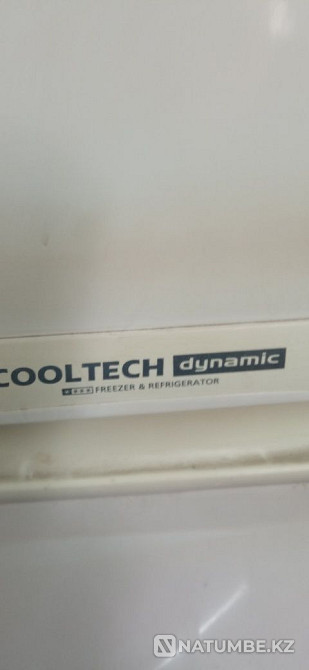 COOLTECH dynamic
FREEZER & REFRIGERATOR
NATUMBE.KZ